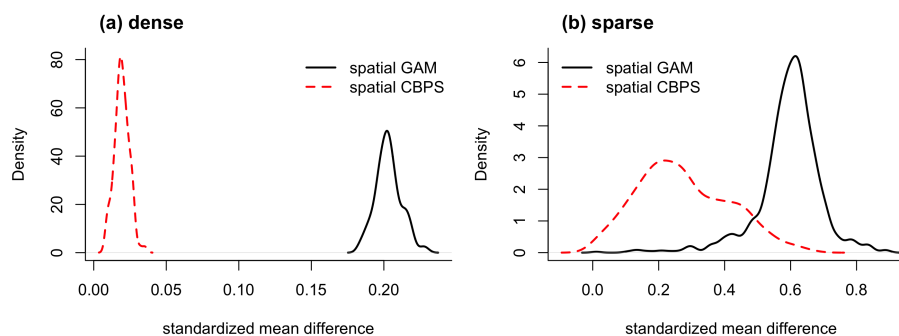 (a) dense
spatial GAM
spatial CBPS
Density
80
60
40
20
0
0.00 0.05 0.10 0.15 0.20
standardized mean difference
(b) sparse
spatial GAM
spatial CBPS
Density
6
5
4
3
2
1
0
0.0 0.2 0.4 0.6 0.8
standardized mean difference